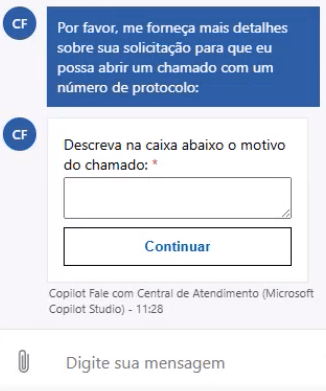 CF
Por favor, me forneça mais detalhes
sobre sua solicitação para que eu
possa abrir um chamado com um
número de protocolo:
CF
Descreva na caixa abaixo o motivo
do chamado: *
Continuar
Copilot Fale com Central de Atendimento (Microsoft
Copilot Studio) - 11:28
Digite sua mensagem